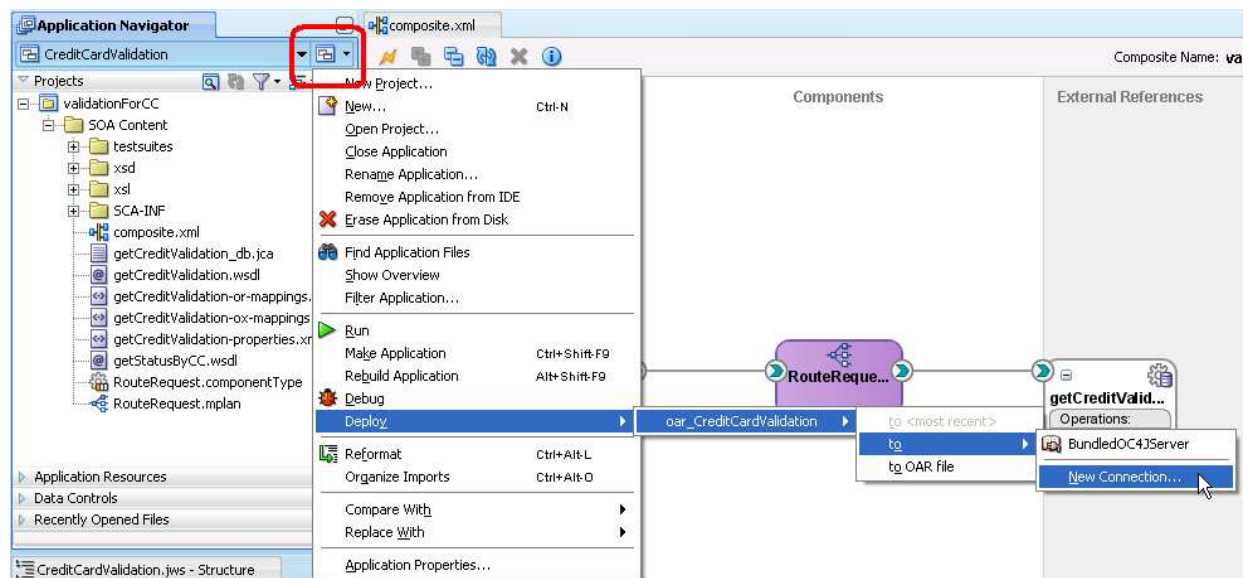 Application Navigator
composite.xml
CreditCardValidation
Composite Name: va
Projects
validationForCC
SOA Content
testsuites
xsd
xsl
SCA-INF
composite.xml
getCreditValidation_db.jca
getCreditValidation.wsdl
getCreditValidation-or-mappings.
getCreditValidation-ox-mappings
getCreditValidation-properties.xr
getStatusByCC.wsdl
RouteRequest.componentType
RouteRequest.mplan
Application Resources
Data Controls
Recently Opened Files
CreditCardValidation.jws - Structure
New Project...
New... Ctrl-N
Open Project...
Close Application
Rename Application...
Remove Application from IDE
Erase Application from Disk
Find Application Files
Show Overview
Filter Application...
Run
Make Application Ctrl+Shift-F9
Rebuild Application Alt+Shift-F9
Debug
Deploy
Reformat Ctrl+Alt-L
Organize Imports Ctrl+Alt-O
Compare With
Replace With
Application Properties...
oar_CreditCardValidation
to <most recent>
to
to OAR file
BundledOC4JServer
New Connection...
Components
External References
RouteReque...
getCreditValid...
Operations: